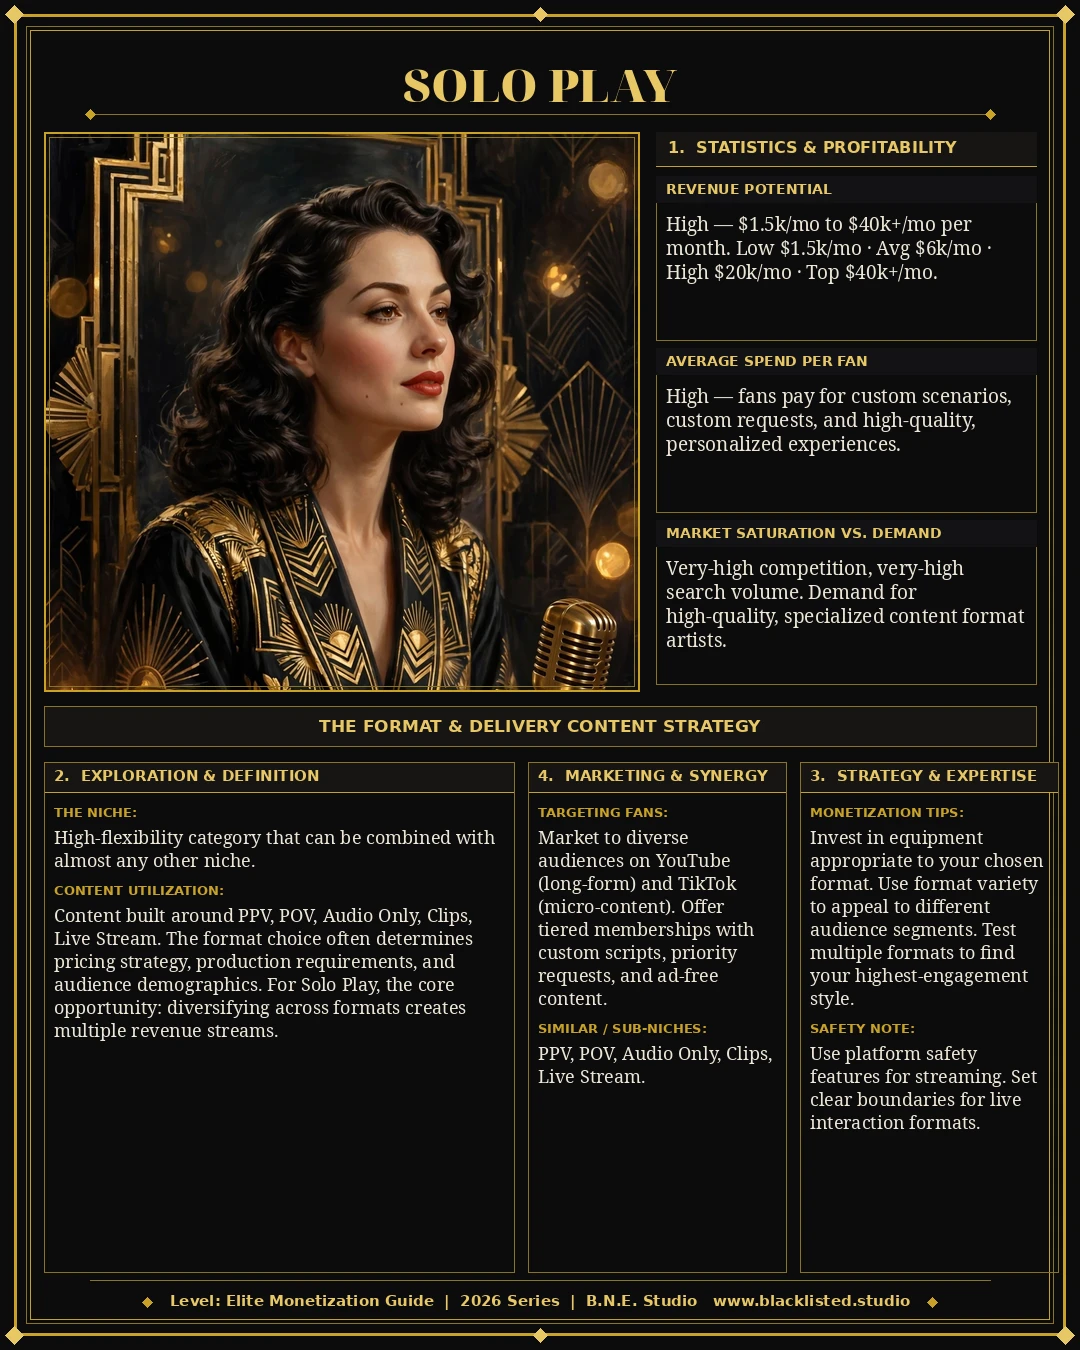 SOLO PLAY
1. STATISTICS & PROFITABILITY
REVENUE POTENTIAL
High — $1.5k/mo to $40k+/mo per
month. Low $1.5k/mo · Avg $6k/mo ·
High $20k/mo · Top $40k+/mo.
AVERAGE SPEND PER FAN
High — fans pay for custom scenarios,
custom requests, and high-quality,
personalized experiences.
MARKET SATURATION VS. DEMAND
Very-high competition, very-high
search volume. Demand for
high-quality, specialized content format
artists.
THE FORMAT & DELIVERY CONTENT STRATEGY
2. EXPLORATION & DEFINITION
THE NICHE:
High-flexibility category that can be combined with
almost any other niche.
CONTENT UTILIZATION:
Content built around PPV, POV, Audio Only, Clips,
Live Stream. The format choice often determines
pricing strategy, production requirements, and
audience demographics. For Solo Play, the core
opportunity: diversifying across formats creates
multiple revenue streams.
4. MARKETING & SYNERGY
TARGETING FANS:
Market to diverse
audiences on YouTube
(long-form) and TikTok
(micro-content). Offer
tiered memberships with
custom scripts, priority
requests, and ad-free
content.
SIMILAR / SUB-NICHES:
PPV, POV, Audio Only, Clips,
Live Stream.
3. STRATEGY & EXPERTISE
MONETIZATION TIPS:
Invest in equipment
appropriate to your chosen
format. Use format variety
to appeal to different
audience segments. Test
multiple formats to find
your highest-engagement
style.
SAFETY NOTE:
Use platform safety
features for streaming. Set
clear boundaries for live
interaction formats.
Level: Elite Monetization Guide | 2026 Series | B.N.E. Studio www.blacklisted.studio